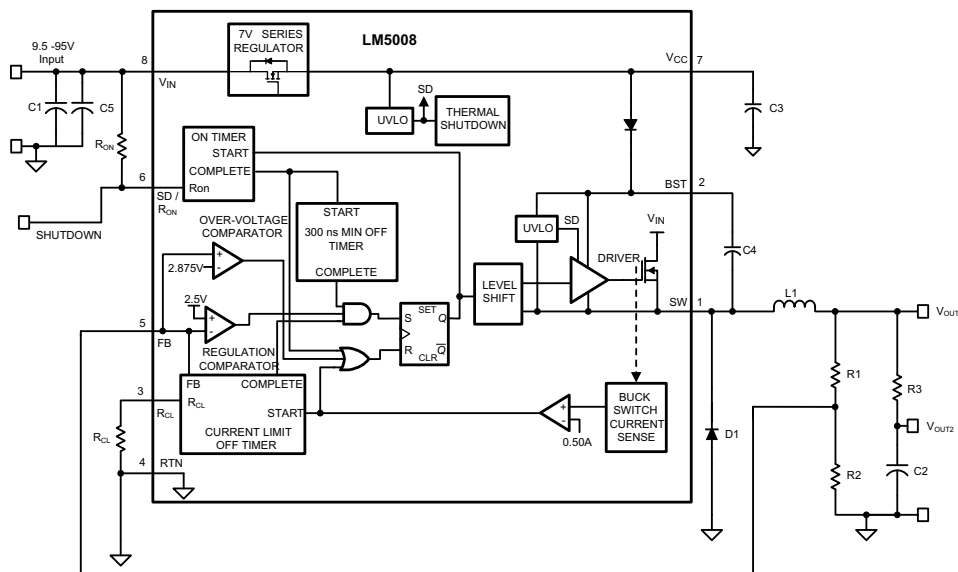 LM5008
9.5 -95V
Input
8
VIN
7V SERIES
REGULATOR
VCC
7
C1
C5
RON
SD
UVLO
THERMAL
SHUTDOWN
C3
ON TIMER
START
COMPLETE
Ron
6
SD /
RON
SHUTDOWN
BST
2
START
300 ns MIN OFF
TIMER
COMPLETE
OVER-VOLTAGE
COMPARATOR
+
-
2.875V
UVLO
SD
VIN
DRIVER
C4
LEVEL
SHIFT
SW
1
L1
VOUT
2.5V
+
-
5
FB
REGULATION
COMPARATOR
SET
S
Q
R
Q
CLR
R1
R3
FB
COMPLETE
3
RCL
RCL
START
CURRENT LIMIT
OFF TIMER
RCL
4
RTN
+
-
0.50A
BUCK
SWITCH
CURRENT
SENSE
D1
VOUT2
R2
C2